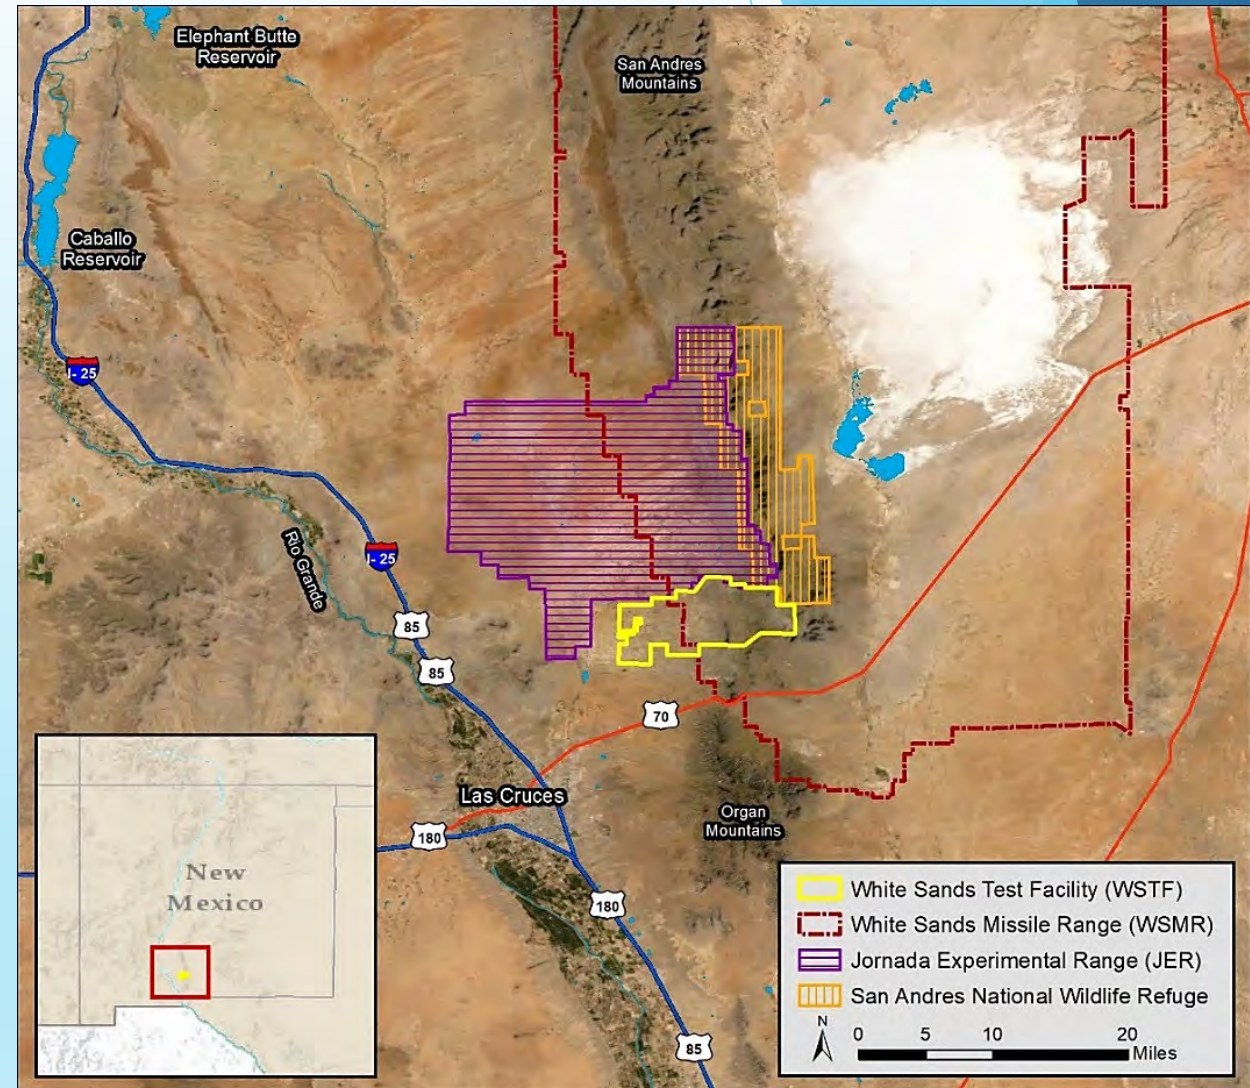 Elephant Butte
Reservoir
San Andres
Mountains
Caballo
Reservoir
I- 25
I- 25
Rio Grande
85
85
70
Las Cruces
180
Organ
Mountains
180
85
New
Mexico
White Sands Test Facility (WSTF)
White Sands Missile Range (WSMR)
Jornada Experimental Range (JER)
San Andres National Wildlife Refuge
N
0 5 10 20
Miles